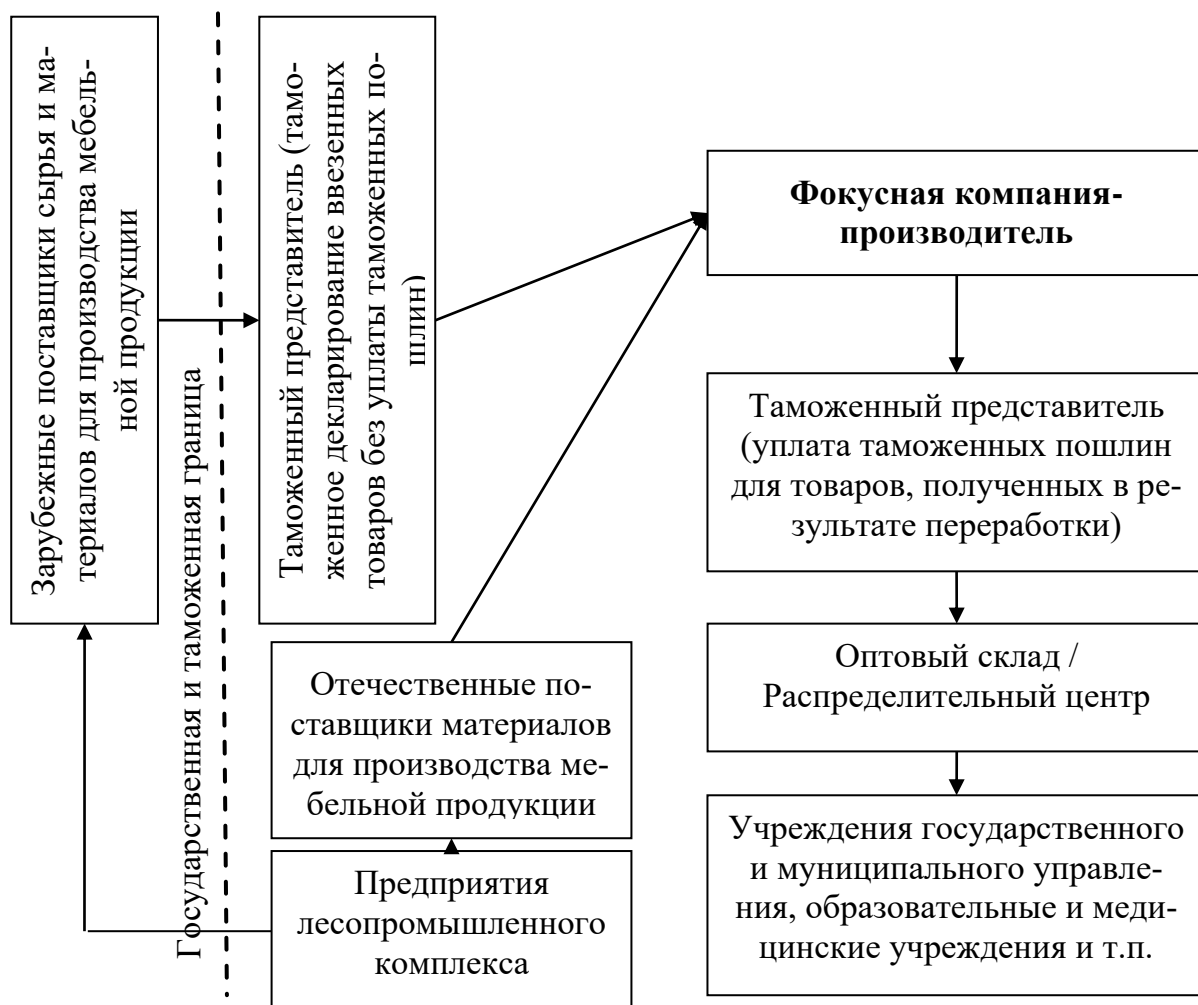 Зарубежные поставщики сырья и ма-
териалов для производства мебель-
ной продукции
Государственная и таможенная граница
Таможенный представитель (тамо-
женное декларирование ввезенных
товаров без уплаты таможенных по-
шлин)
Отечественные по-
ставщики материалов
для производства ме-
бельной продукции
Предприятия
лесопромышленного
комплекса
Фокусная компания-
производитель
Таможенный представитель
(уплата таможенных пошлин
для товаров, полученных в ре-
зультате переработки)
Оптовый склад /
Распределительный центр
Учреждения государственного
и муниципального управле-
ния, образовательные и меди-
цинские учреждения и т.п.